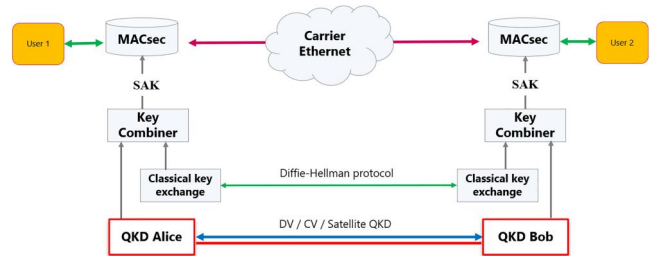 User 1
MACsec
Carrier
Ethernet
MACsec
User 2
SAK
SAK
Key
Combiner
Key
Combiner
Classical key
exchange
Diffie-Hellman protocol
Classical key
exchange
QKD Alice
DV / CV / Satellite QKD
QKD Bob